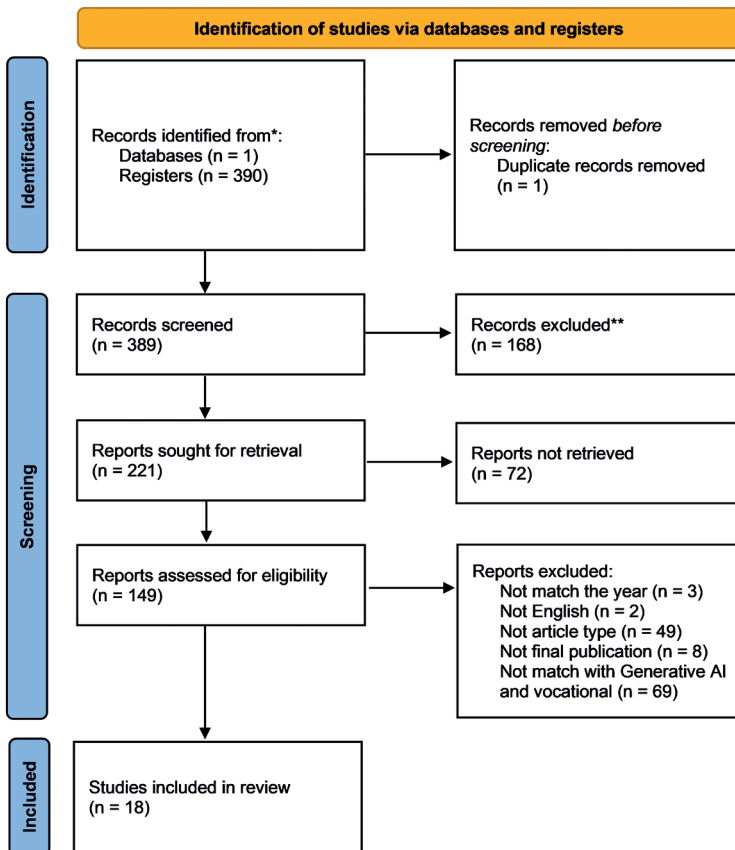 Identification of studies via databases and registers
Identification
Records identified from*:
Databases (n = 1)
Registers (n = 390)
Records removed before
screening:
Duplicate records removed
(n = 1)
Screening
Records screened
(n = 389)
Records excluded**
(n = 168)
Reports sought for retrieval
(n = 221)
Reports not retrieved
(n = 72)
Reports assessed for eligibility
(n = 149)
Reports excluded:
Not match the year (n = 3)
Not English (n = 2)
Not article type (n = 49)
Not final publication (n = 8)
Not match with Generative AI
and vocational (n = 69)
Included
Studies included in review
(n = 18)